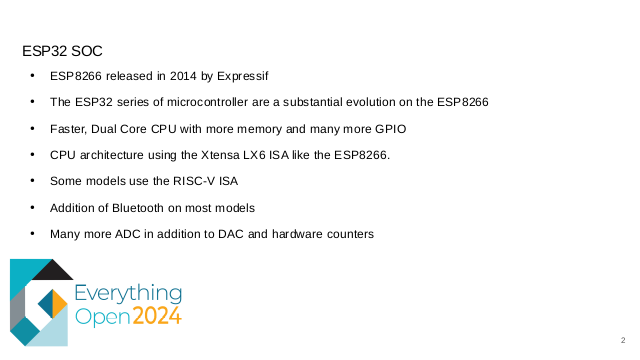 ESP32 SOC
• ESP8266 released in 2014 by Expressif
• The ESP32 series of microcontroller are a substantial evolution on the ESP8266
• Faster, Dual Core CPU with more memory and many more GPIO
• CPU architecture using the Xtensa LX6 ISA like the ESP8266.
• Some models use the RISC-V ISA
• Addition of Bluetooth on most models
• Many more ADC in addition to DAC and hardware counters
Everything
Open2024
2